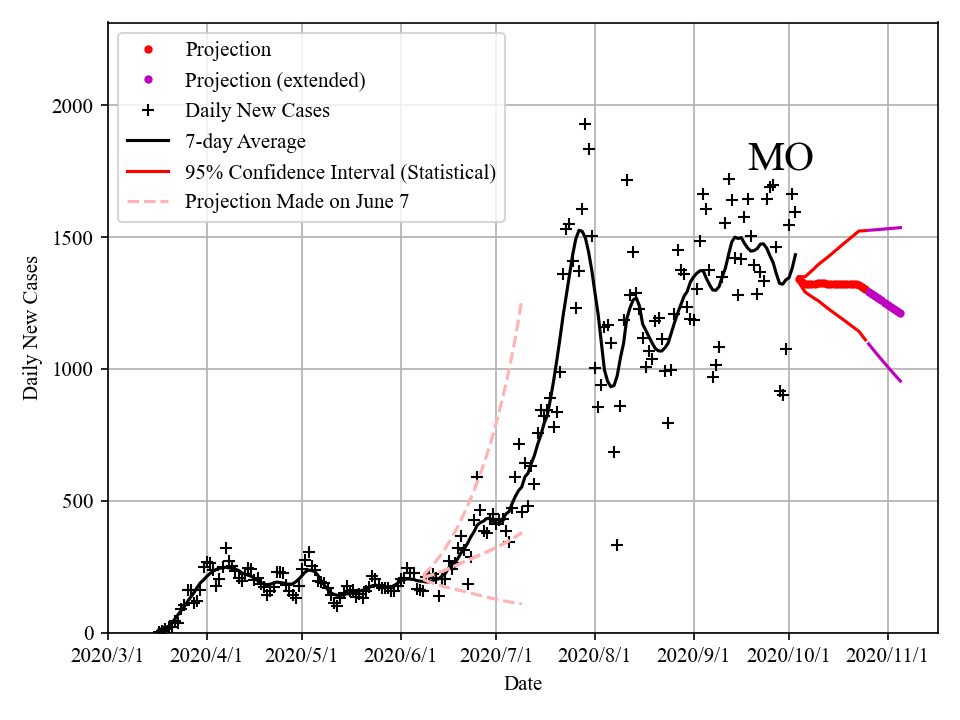 Projection
Projection (extended)
Daily New Cases
7-day Average
95% Confidence Interval (Statistical)
Projection Made on June 7
MO
2000
1500
1000
500
0
Daily New Cases
2020/3/1 2020/4/1 2020/5/1 2020/6/1 2020/7/1 2020/8/1 2020/9/1 2020/10/1 2020/11/1
Date